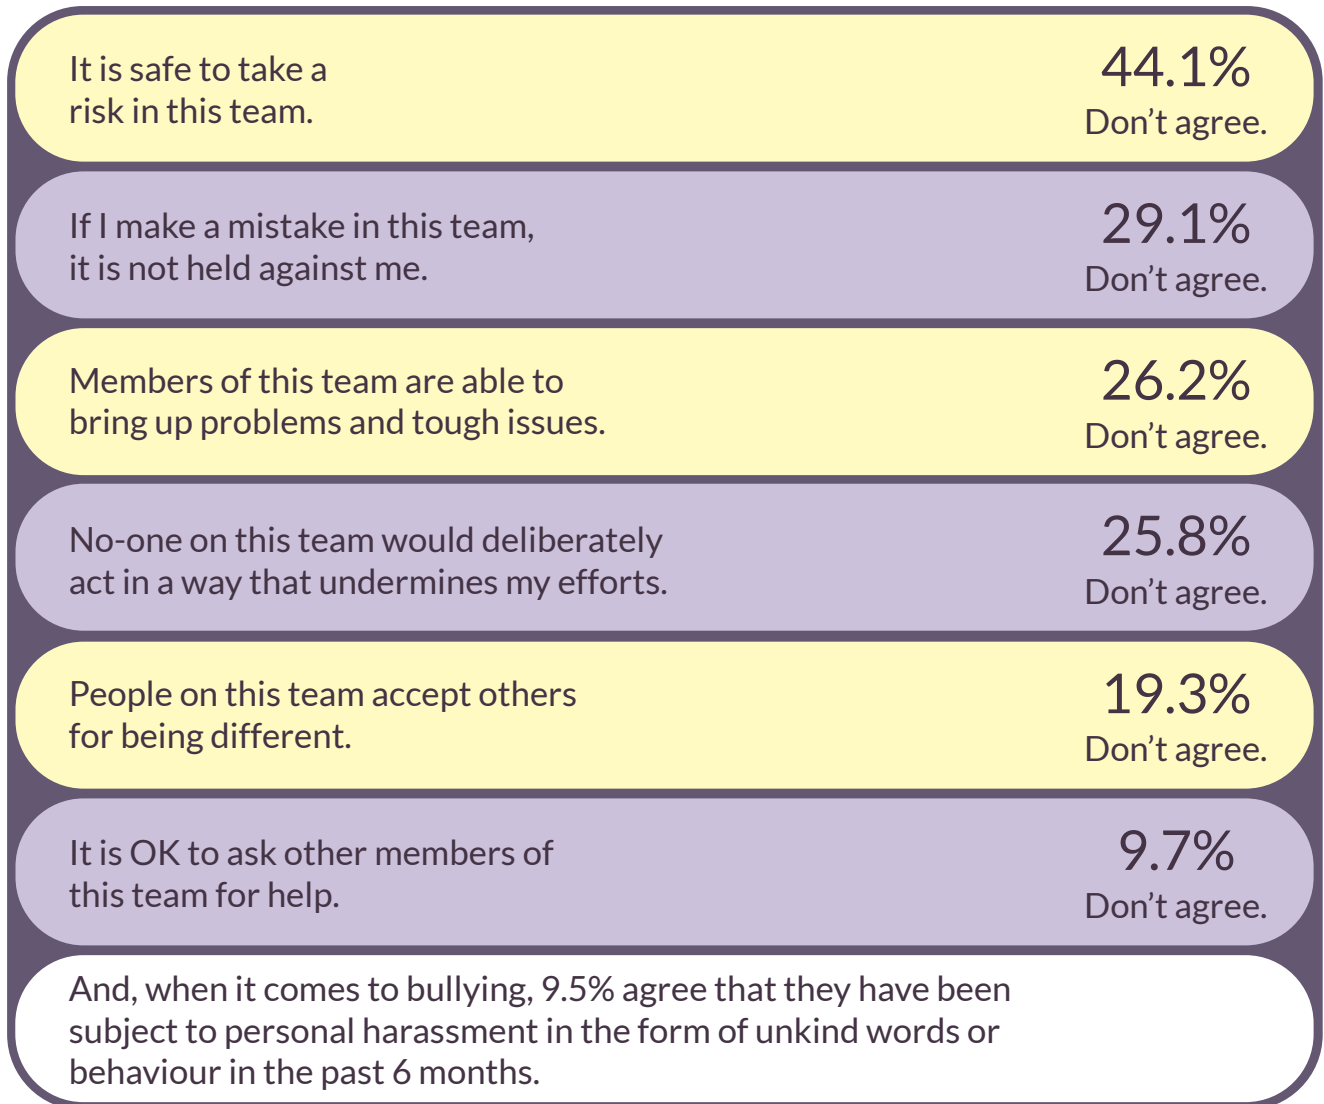 It is safe to take a
risk in this team.
44.1%
Don’t agree.
If I make a mistake in this team,
it is not held against me.
29.1%
Don’t agree.
Members of this team are able to
bring up problems and tough issues.
26.2%
Don’t agree.
No-one on this team would deliberately
act in a way that undermines my efforts.
25.8%
Don’t agree.
People on this team accept others
for being different.
19.3%
Don’t agree.
It is OK to ask other members of
this team for help.
9.7%
Don’t agree.
And, when it comes to bullying, 9.5% agree that they have been
subject to personal harassment in the form of unkind words or
behaviour in the past 6 months.